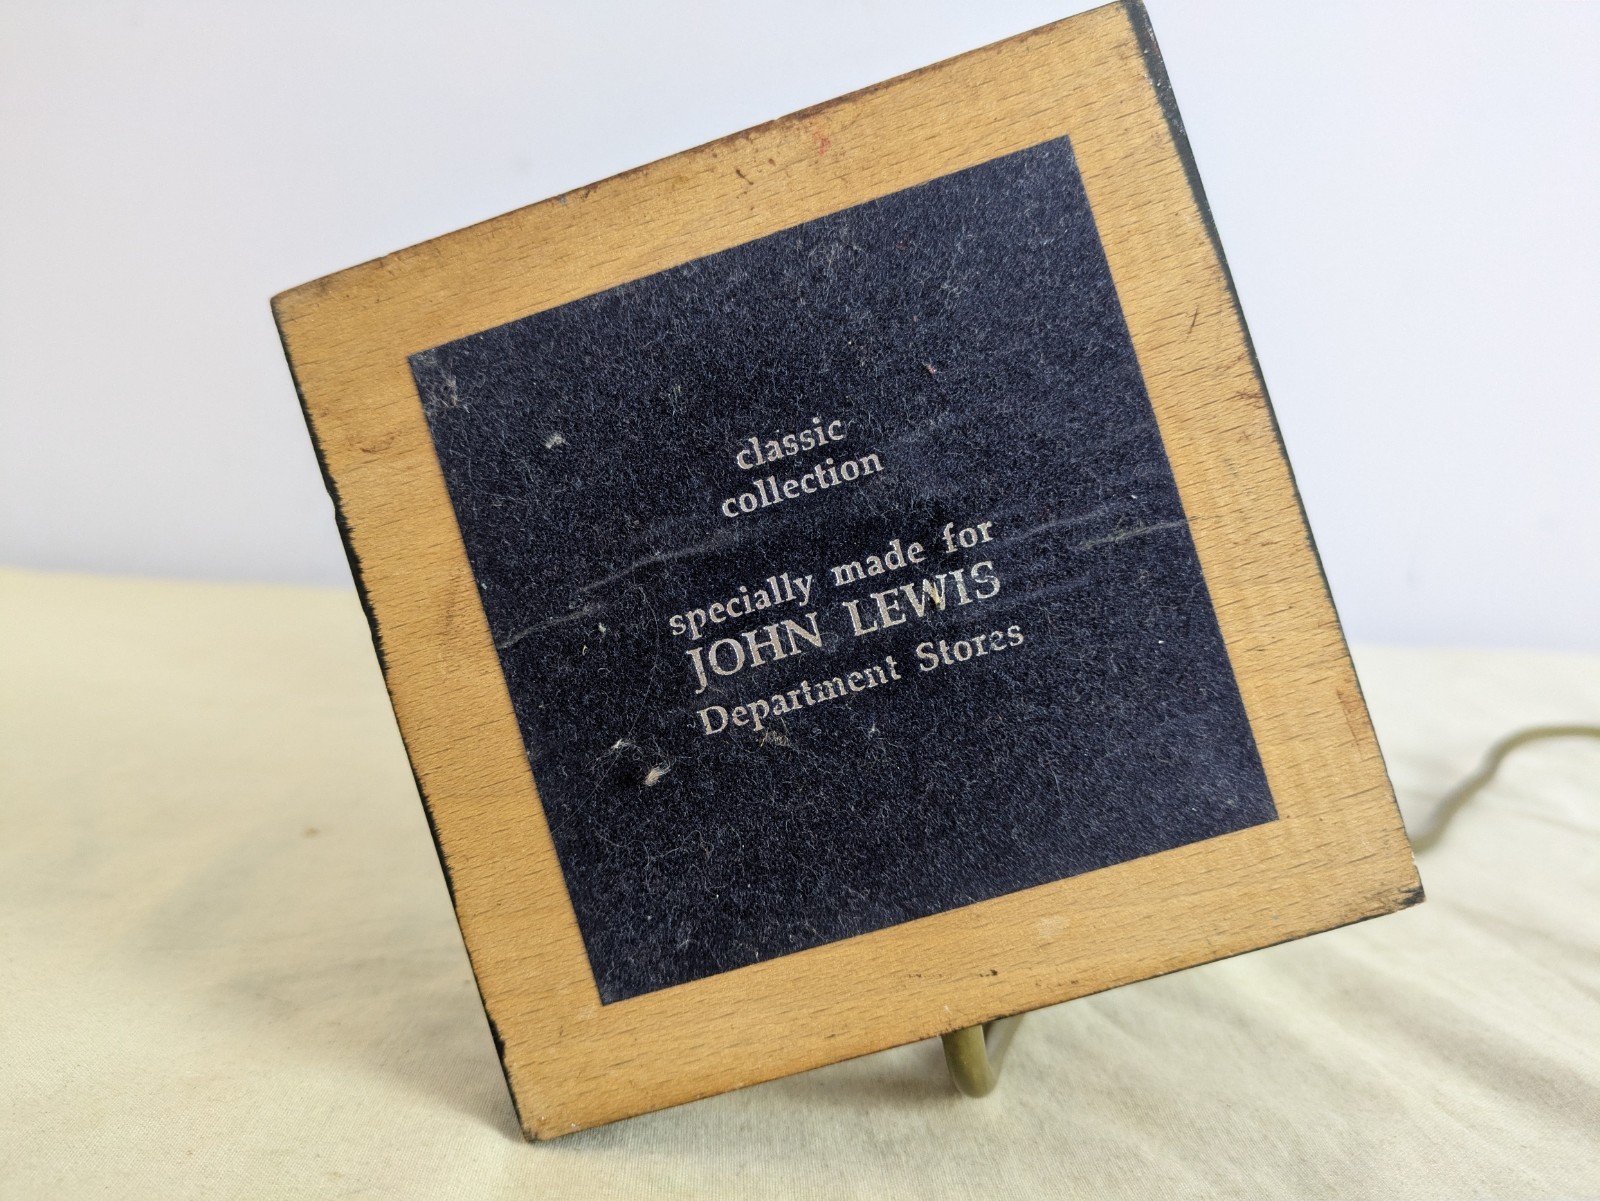 classic
collection
specially made for
JOHN LEWIS
Department Stores